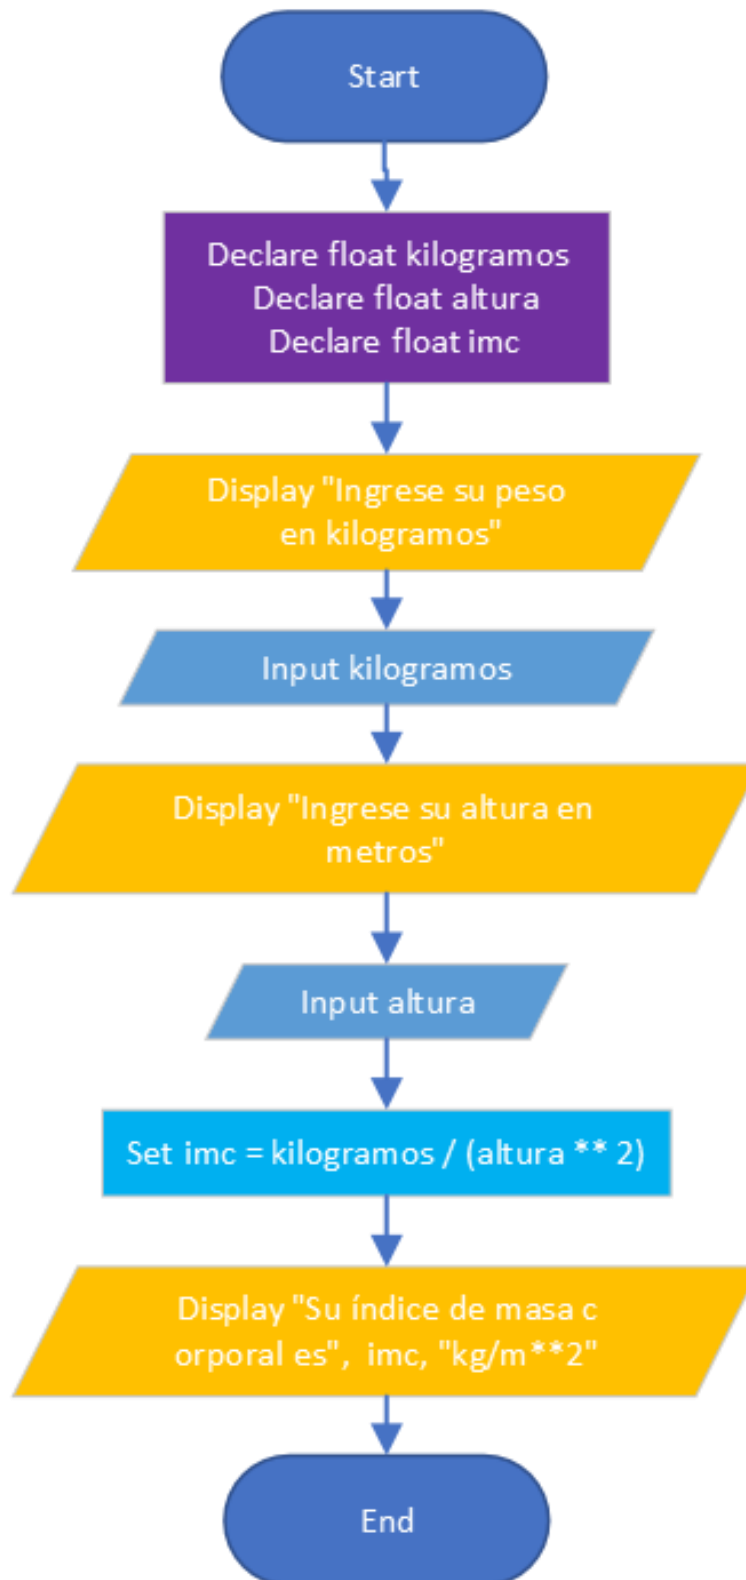 Start
Declare float kilogramos
Declare float altura
Declare float imc
Display "Ingrese su peso
en kilogramos"
Input kilogramos
Display "Ingrese su altura en
metros"
Input altura
Set imc = kilogramos / (altura ** 2)
Display "Su índice de masa c
orporal es", imc, "kg/m**2"
End